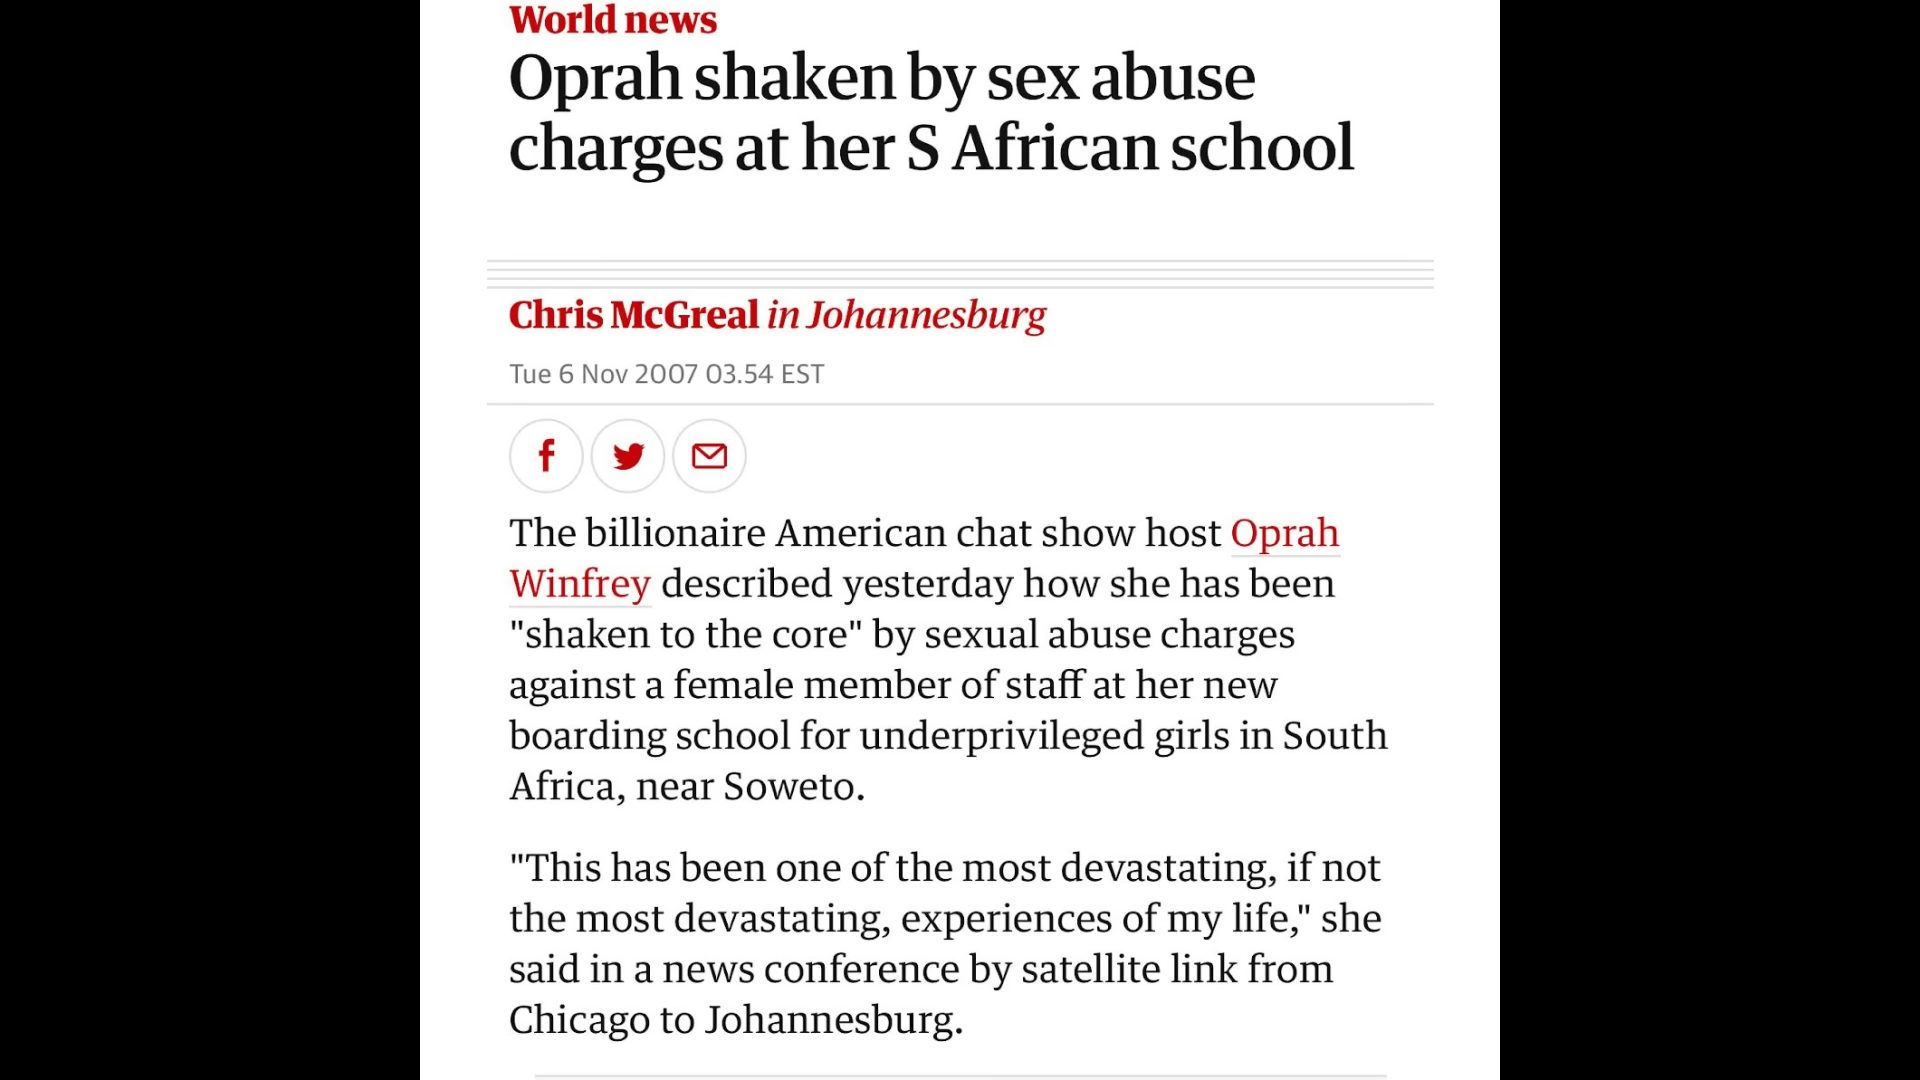 World news
Oprah shaken by sex abuse
charges at her S African school
Chris McGreal in Johannesburg
Tue 6 Nov 2007 03.54 EST
The billionaire American chat show host Oprah
Winfrey described yesterday how she has been
"shaken to the core" by sexual abuse charges
against a female member of staff at her new
boarding school for underprivileged girls in South
Africa, near Soweto.
"This has been one of the most devastating, if not
the most devastating, experiences of my life," she
said in a news conference by satellite link from
Chicago to Johannesburg.